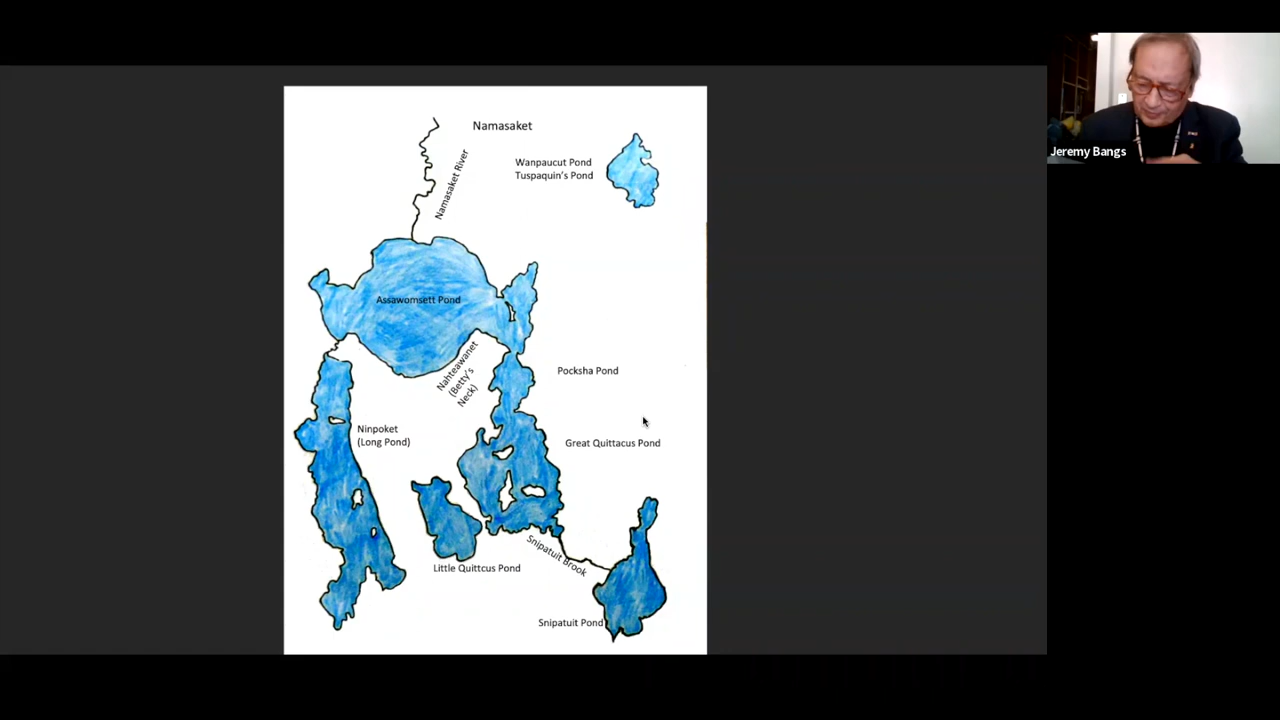 Namasaket
Namasaket River
Wanpaucut Pond
Tuspaquin's Pond
Assawomsett Pond
Nahteawanet
(Betty's
Neck)
Pocksha Pond
Ninpoket
(Long Pond)
Great Quittacus Pond
Snipatuit Brook
Little Quittcus Pond
Snipatuit Pond
Jeremy Bangs